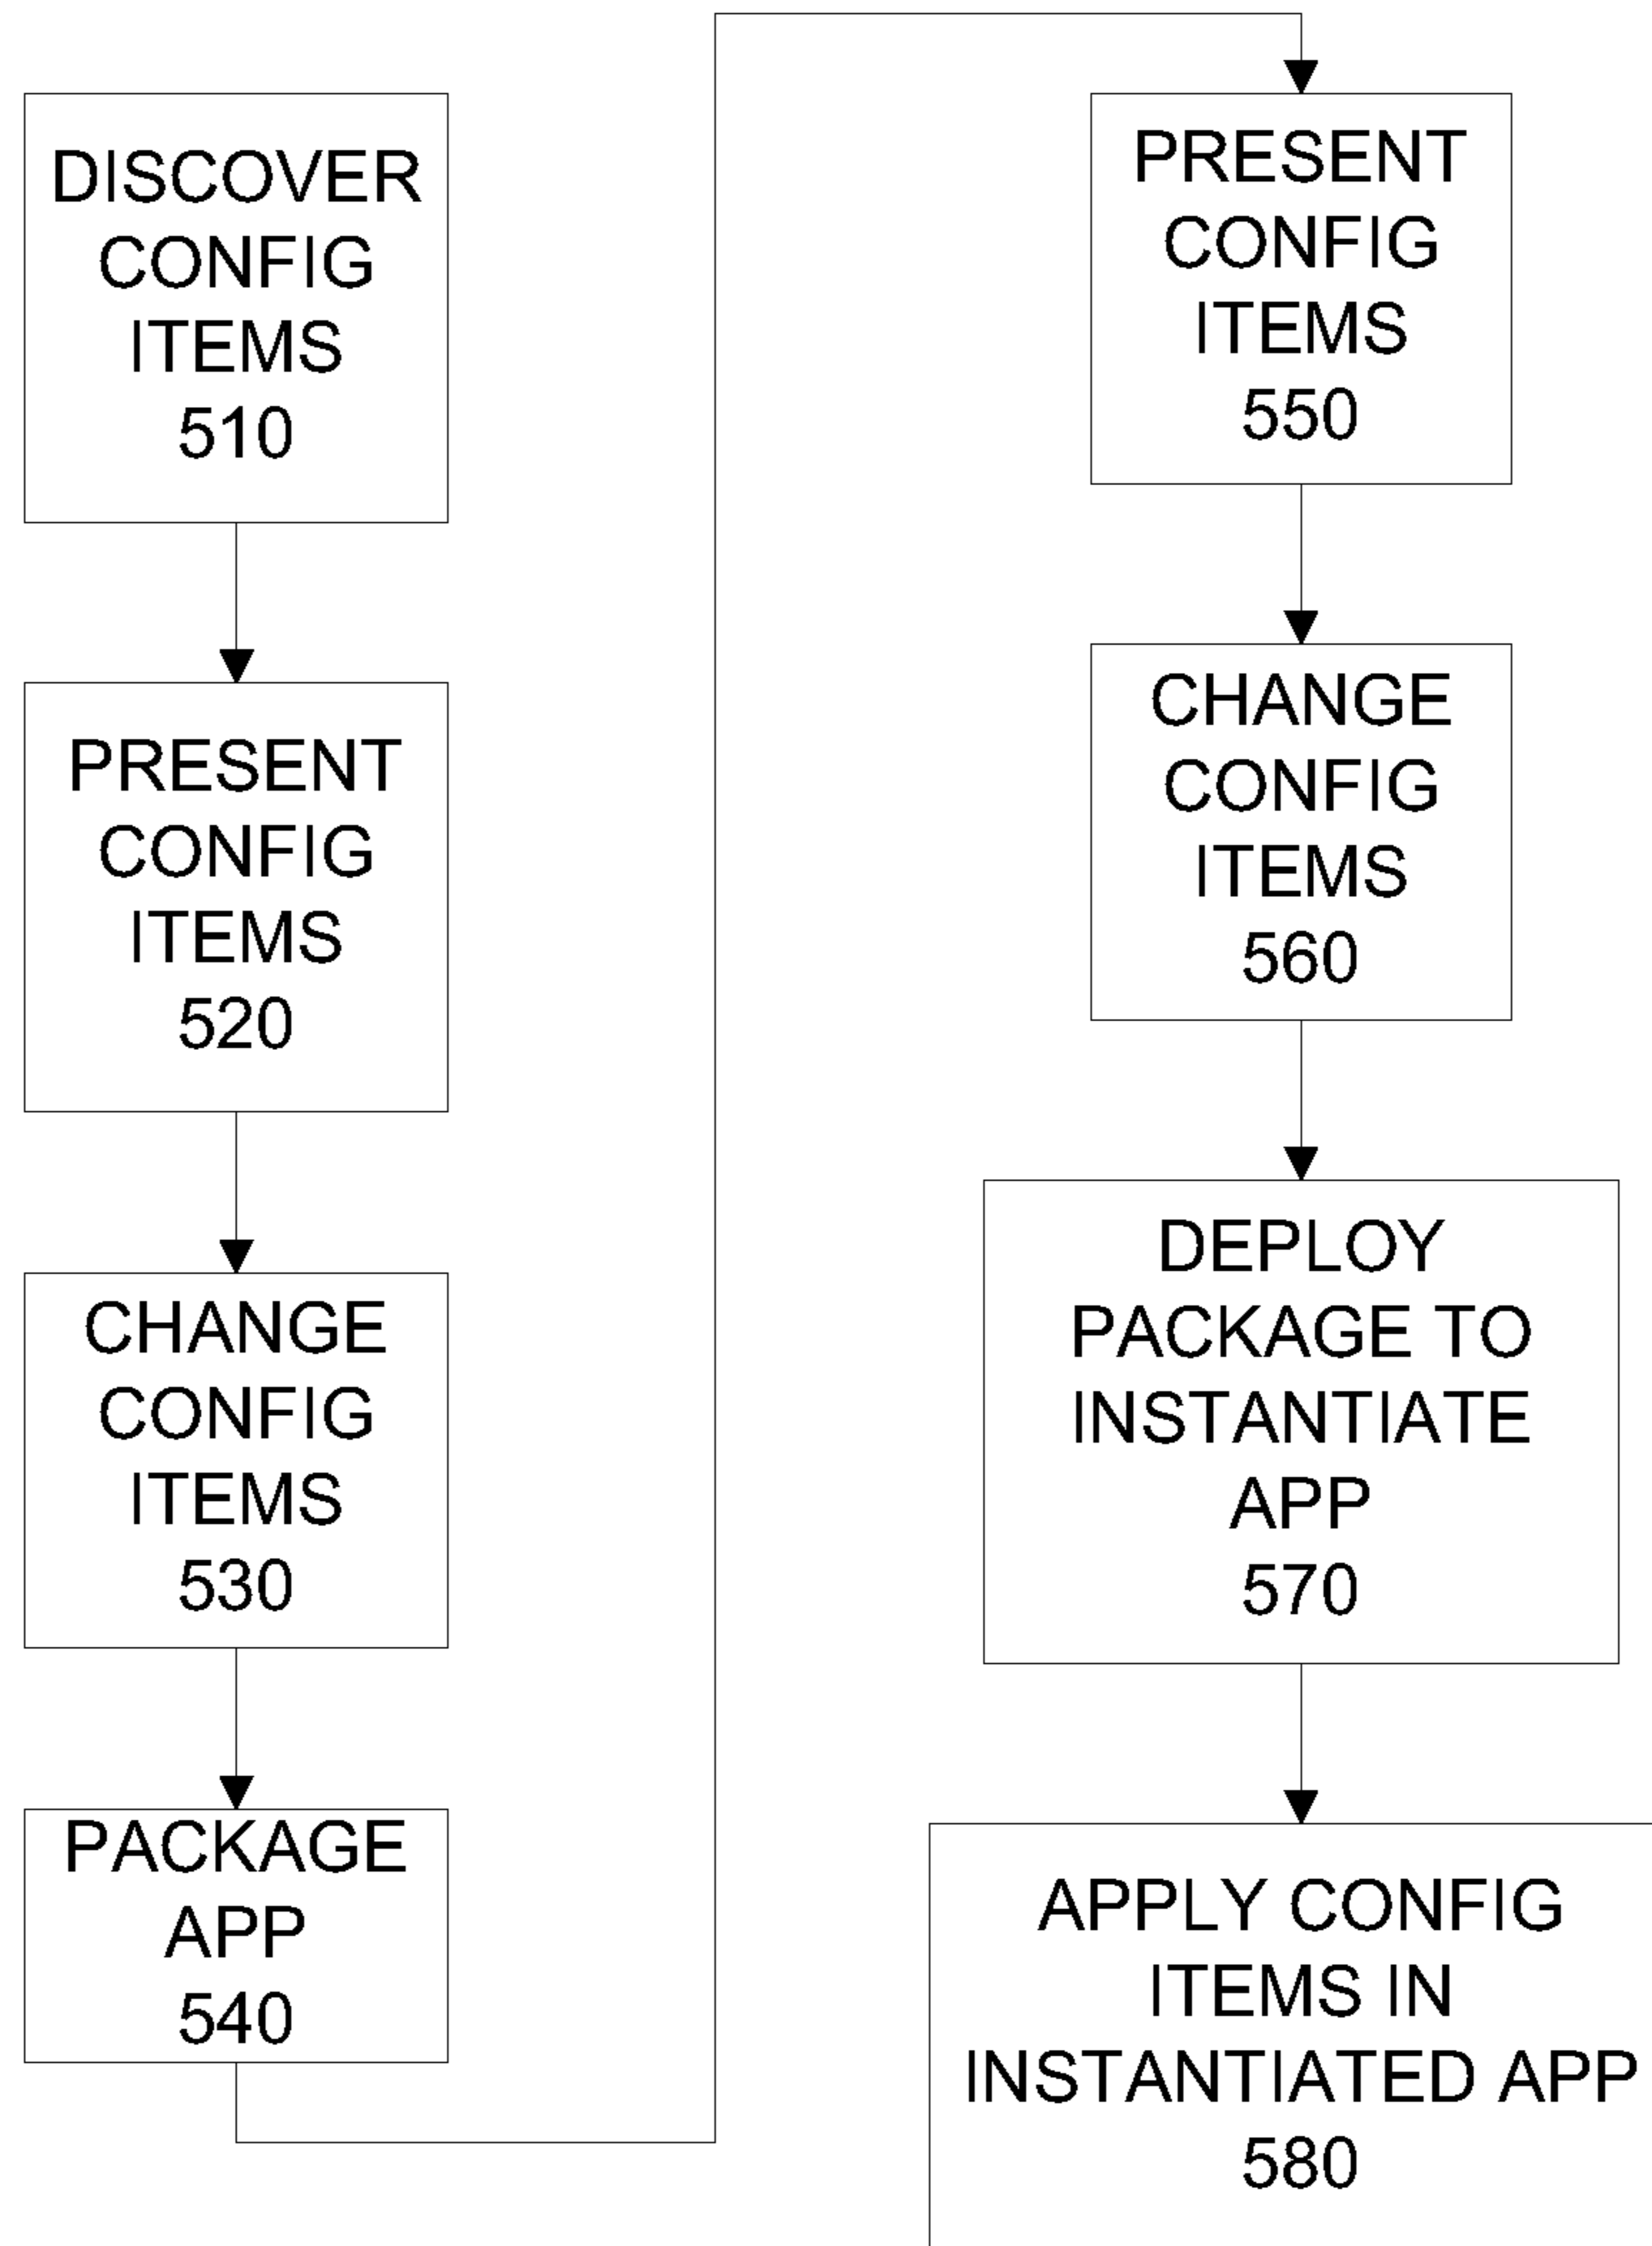 DISCOVER
CONFIG
ITEMS
510
PRESENT
CONFIG
ITEMS
520
CHANGE
CONFIG
ITEMS
530
PACKAGE
APP
540
PRESENT
CONFIG
ITEMS
550
CHANGE
CONFIG
ITEMS
560
DEPLOY
PACKAGE TO
INSTANTIATE
APP
570
APPLY CONFIG
ITEMS IN
INSTANTIATED APP
580